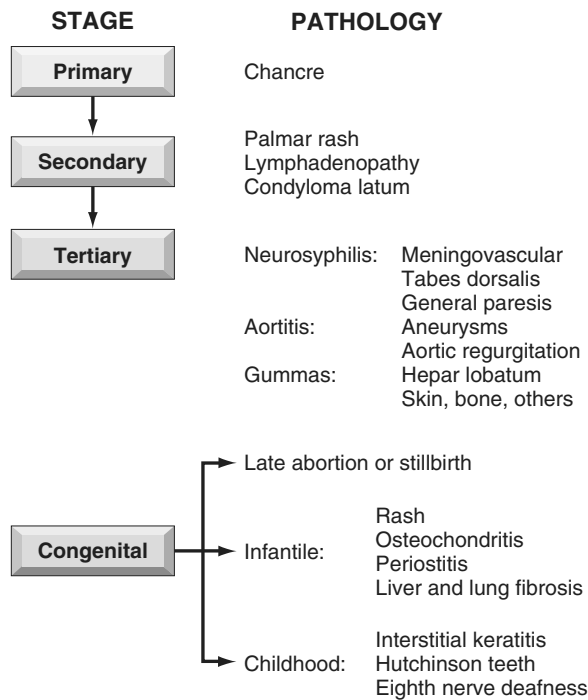 STAGE PATHOLOGY
Primary Chancre
Palmar rash
Secondary Lymphadenopathy
Condyloma latum
Tertiary Neurosyphilis: Meningovascular
Tabes dorsalis
General paresis
Aortitis: Aneurysms
Aortic regurgitation
Gummas: Hepar lobatum
Skin, bone, others
Late abortion or stillbirth
Rash
Congenital Infantile: Osteochondritis
Periostitis
Liver and lung fibrosis
Interstitial keratitis
Childhood: Hutchinson teeth
Eighth nerve deafness